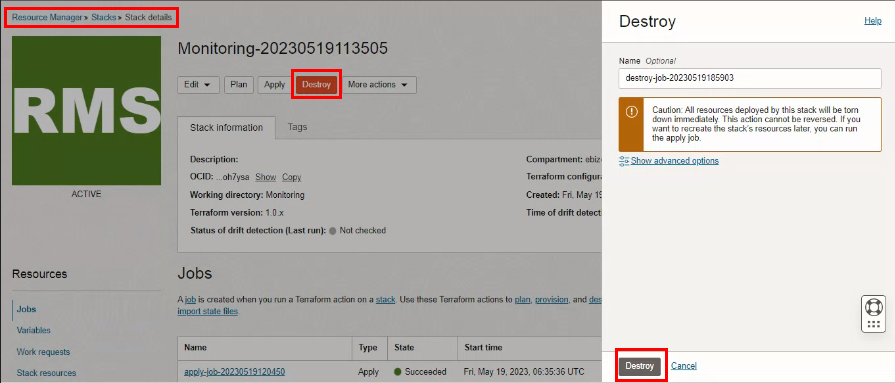 Resource Manager » Stacks » Stack details
RMS
ACTIVE
Resources
Jobs
Variables
Work requests
Stack resources
Monitoring-20230519113505
Edit Plan Apply Destroy More actions
Stack information Tags
Description:
OCID: ...oh7ysa Show Copy
Working directory: Monitoring
Terraform version: 1.0.x
Status of drift detection (Last run): Not checked
Compartment: ebiz
Terraform configura
Created: Fri, May 19
Time of drift detect
Jobs
A job is created when you run a Terraform action on a stack. Use these Terraform actions to plan, provision, and des
import state files.
Name Type State Start time
apply-job-20230519120450 Apply Succeeded Fri, May 19, 2023, 06:35:36 UTC
Destroy Help
Name Optional
destroy-job-20230519185903
Caution: All resources deployed by this stack will be torn
down immediately. This action cannot be reversed. If you
want to recreate the stack's resources later, you can run
the apply job.
Show advanced options
Destroy Cancel